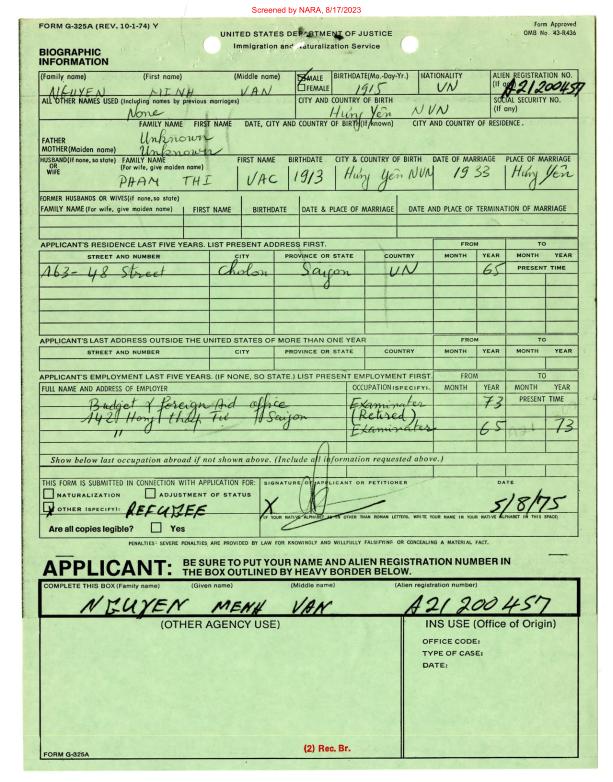 Screened by NARA, 8/17/2023
FORM G-325A (REV. 10-1-74) Y
UNITED STATES DEPARTMENT OF JUSTICE
Form Approved
OMB No. 43-R436
Immigration and Naturalization Service
BIOGRAPHIC
INFORMATION
(Family name) (First name) (Middle name) MALE BIRTHDATE(Mo.-Day-Yr.) NATIONALITY ALIEN REGISTRATION NO.
NGUYEN MINH VAN FEMALE 1915 VN (If any) A21200457
ALL OTHER NAMES USED (Including names by previous marriages) CITY AND COUNTRY OF BIRTH SOCIAL SECURITY NO.
None Hưng Yên NVN (If any)
FAMILY NAME FIRST NAME DATE, CITY AND COUNTRY OF BIRTH(If known) CITY AND COUNTRY OF RESIDENCE.
FATHER Unknown
MOTHER(Maiden name) Unknown
HUSBAND(If none, so state) FAMILY NAME FIRST NAME BIRTHDATE CITY & COUNTRY OF BIRTH DATE OF MARRIAGE PLACE OF MARRIAGE
OR (For wife, give maiden name)
WIFE
PHAM THI VAC 1913 Hưng Yên NVN 1933 Hưng Yên
FORMER HUSBANDS OR WIVES(if none, so state)
FAMILY NAME (For wife, give maiden name) FIRST NAME BIRTHDATE DATE & PLACE OF MARRIAGE DATE AND PLACE OF TERMINATION OF MARRIAGE
APPLICANT'S RESIDENCE LAST FIVE YEARS. LIST PRESENT ADDRESS FIRST. FROM TO
STREET AND NUMBER CITY PROVINCE OR STATE COUNTRY MONTH YEAR MONTH YEAR
A63- 48 Street Cholon Saigon VN 65 PRESENT TIME
APPLICANT'S LAST ADDRESS OUTSIDE THE UNITED STATES OF MORE THAN ONE YEAR FROM TO
STREET AND NUMBER CITY PROVINCE OR STATE COUNTRY MONTH YEAR MONTH YEAR
APPLICANT'S EMPLOYMENT LAST FIVE YEARS. (IF NONE, SO STATE.) LIST PRESENT EMPLOYMENT FIRST. FROM TO
FULL NAME AND ADDRESS OF EMPLOYER OCCUPATION(SPECIFY). MONTH YEAR MONTH YEAR
Budget & Foreign Aid office Examinater 73 PRESENT TIME
142 Hong thap Tu Saigon (Retired)
" Examinater 65 73
Show below last occupation abroad if not shown above. (Include all information requested above.)
THIS FORM IS SUBMITTED IN CONNECTION WITH APPLICATION FOR: SIGNATURE OF APPLICANT OR PETITIONER DATE
NATURALIZATION ADJUSTMENT OF STATUS
X OTHER (SPECIFY): REFUGEE X 5/8/75
IF YOUR NATIVE ALPHABET IS IN OTHER THAN ROMAN LETTERS, WRITE YOUR NAME IN YOUR NATIVE ALPHABET IN THIS SPACE:
Are all copies legible? Yes
PENALTIES: SEVERE PENALTIES ARE PROVIDED BY LAW FOR KNOWINGLY AND WILLFULLY FALSIFYING OR CONCEALING A MATERIAL FACT.
APPLICANT: BE SURE TO PUT YOUR NAME AND ALIEN REGISTRATION NUMBER IN
THE BOX OUTLINED BY HEAVY BORDER BELOW.
COMPLETE THIS BOX (Family name) (Given name) (Middle name) (Alien registration number)
NGUYEN MENH VAN A21 200 457
(OTHER AGENCY USE) INS USE (Office of Origin)
OFFICE CODE:
TYPE OF CASE:
DATE:
(2) Rec. Br.
FORM G-325A